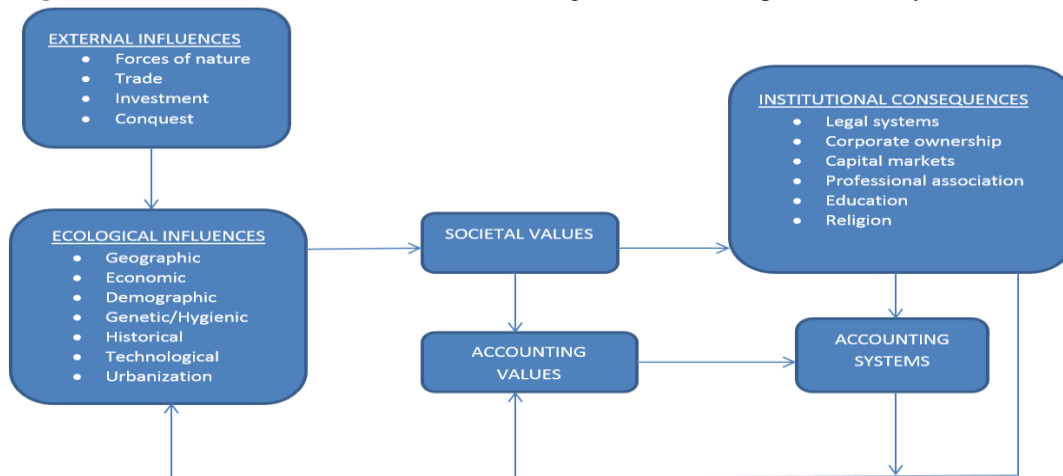 EXTERNAL INFLUENCES
• Forces of nature
• Trade
• Investment
• Conquest
ECOLOGICAL INFLUENCES
• Geographic
• Economic
• Demographic
• Genetic/Hygienic
• Historical
• Technological
• Urbanization
SOCIETAL VALUES
ACCOUNTING
VALUES
INSTITUTIONAL CONSEQUENCES
• Legal systems
• Corporate ownership
• Capital markets
• Professional association
• Education
• Religion
ACCOUNTING
SYSTEMS